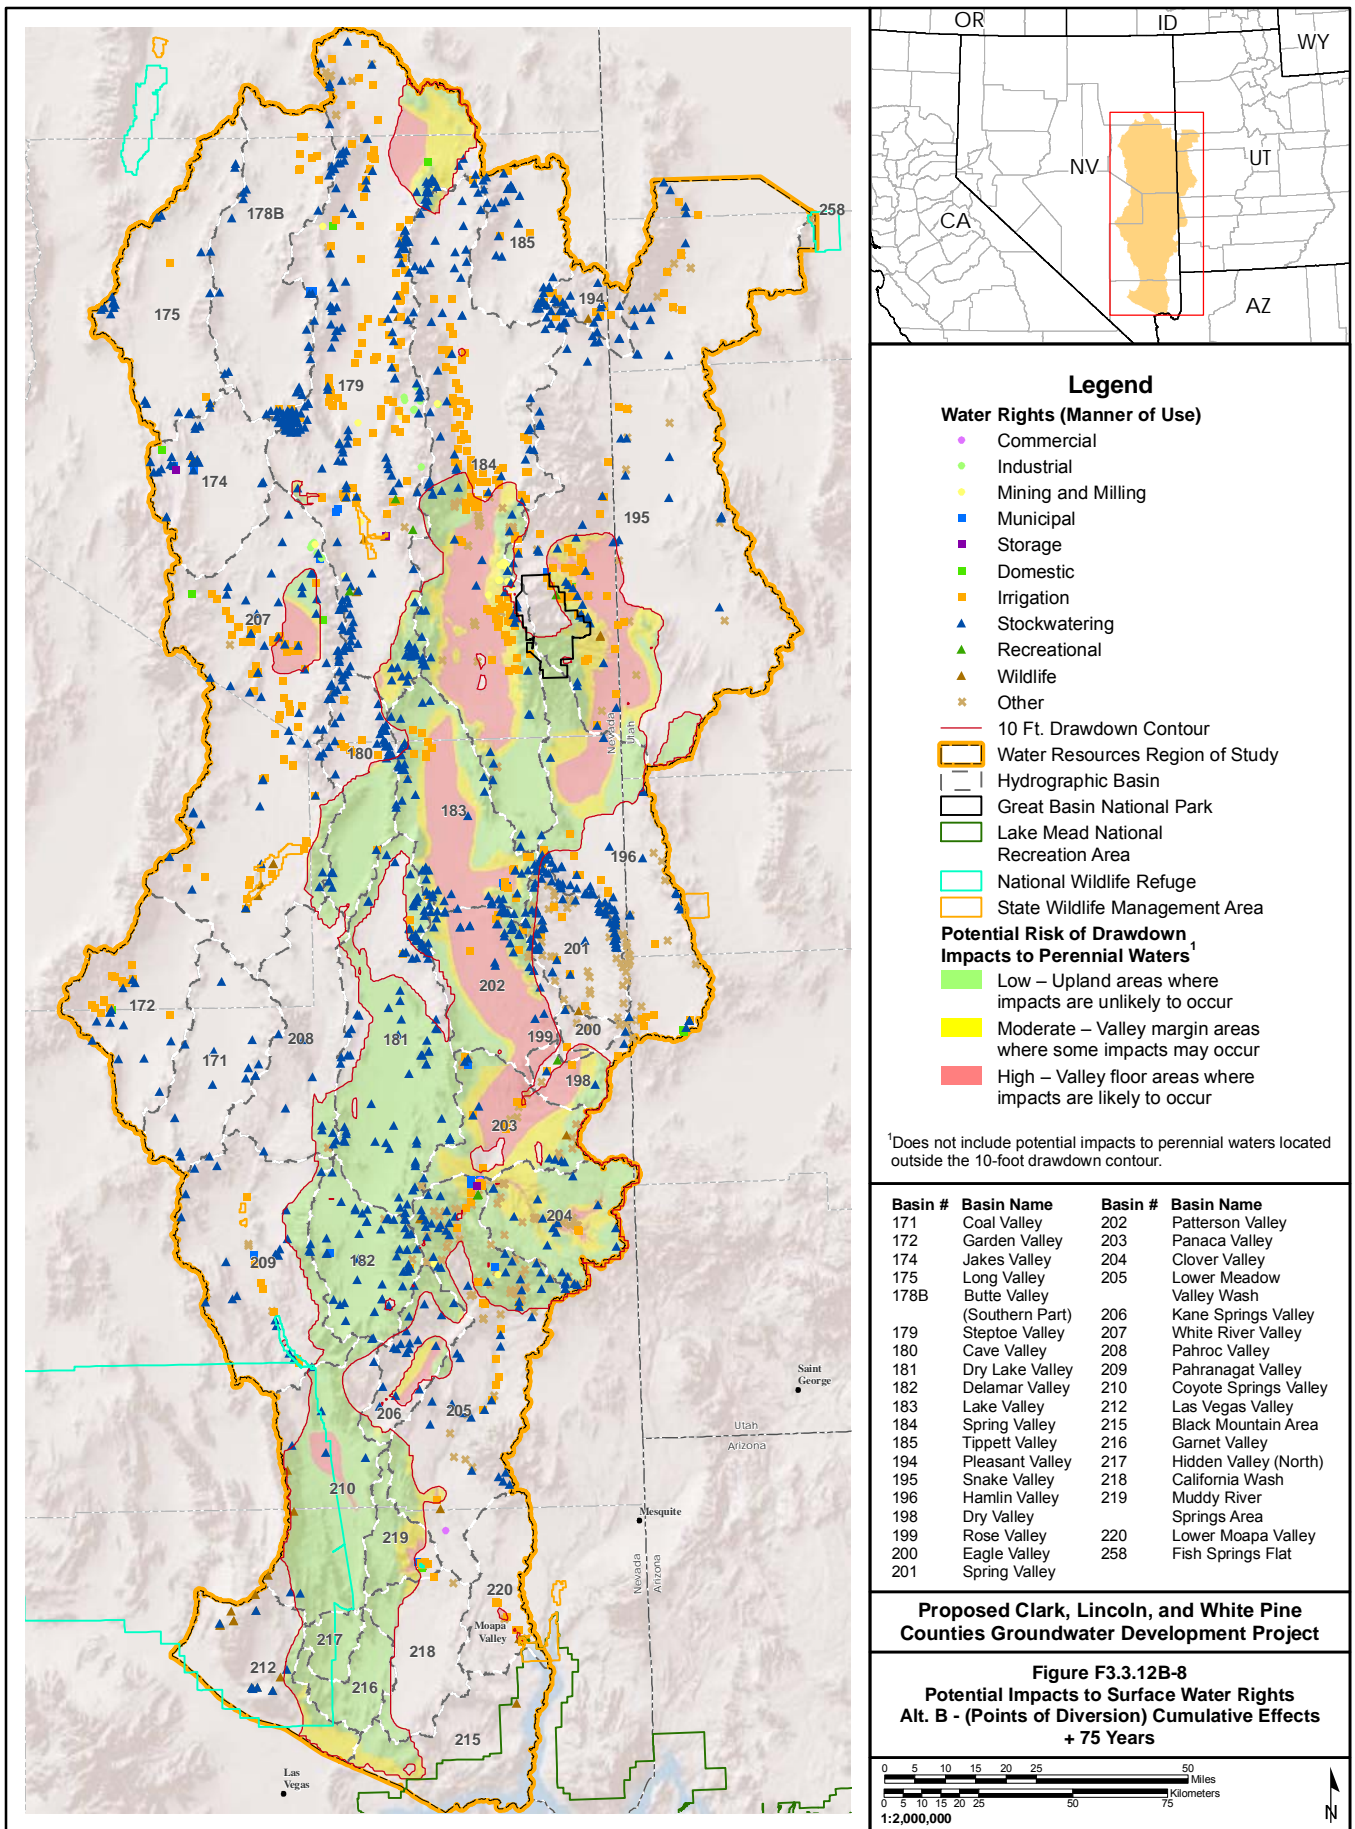 OR
ID
WY
NV
UT
CA
AZ
258
178B
185
175
194
179
184
174
195
207
180
183
196
201
202
172
199
200
208
181
171
198
203
204
209
182
206
205
210
219
220
218
217
212
216
215
Nevada
Utah
Saint
George
Utah
Arizona
Mesquite
Nevada
Arizona
Moapa
Valley
Las
Vegas
Legend
Water Rights (Manner of Use)
Commercial
Industrial
Mining and Milling
Municipal
Storage
Domestic
Irrigation
Stockwatering
Recreational
Wildlife
Other
10 Ft. Drawdown Contour
Water Resources Region of Study
Hydrographic Basin
Great Basin National Park
Lake Mead National
Recreation Area
National Wildlife Refuge
State Wildlife Management Area
Potential Risk of Drawdown
Impacts to Perennial Waters1
Low – Upland areas where
impacts are unlikely to occur
Moderate – Valley margin areas
where some impacts may occur
High – Valley floor areas where
impacts are likely to occur
1Does not include potential impacts to perennial waters located
outside the 10-foot drawdown contour.
Basin # Basin Name Basin # Basin Name
171 Coal Valley 202 Patterson Valley
172 Garden Valley 203 Panaca Valley
174 Jakes Valley 204 Clover Valley
175 Long Valley 205 Lower Meadow
178B Butte Valley Valley Wash
(Southern Part) 206 Kane Springs Valley
179 Steptoe Valley 207 White River Valley
180 Cave Valley 208 Pahroc Valley
181 Dry Lake Valley 209 Pahranagat Valley
182 Delamar Valley 210 Coyote Springs Valley
183 Lake Valley 212 Las Vegas Valley
184 Spring Valley 215 Black Mountain Area
185 Tippett Valley 216 Garnet Valley
194 Pleasant Valley 217 Hidden Valley (North)
195 Snake Valley 218 California Wash
196 Hamlin Valley 219 Muddy River
198 Dry Valley Springs Area
199 Rose Valley 220 Lower Moapa Valley
200 Eagle Valley 258 Fish Springs Flat
201 Spring Valley
Proposed Clark, Lincoln, and White Pine
Counties Groundwater Development Project
Figure F3.3.12B-8
Potential Impacts to Surface Water Rights
Alt. B - (Points of Diversion) Cumulative Effects
+ 75 Years
0 5 10 15 20 25 50
Miles
Kilometers
0 5 10 15 20 25 50 75
1:2,000,000
N